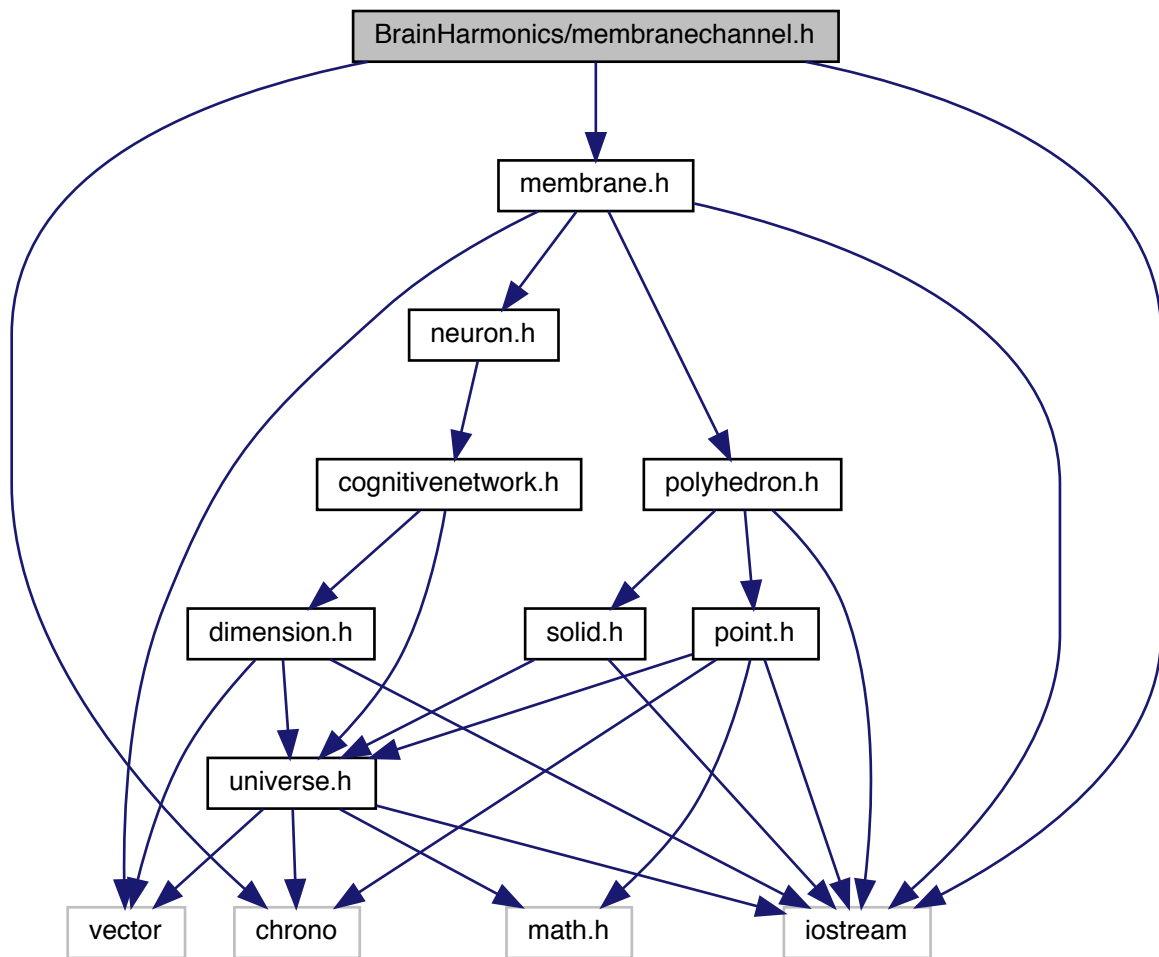 BrainHarmonics/membranechannel.h
membrane.h
neuron.h
cognitivenetwork.h
polyhedron.h
dimension.h
solid.h
point.h
universe.h
vector
chrono
math.h
iostream